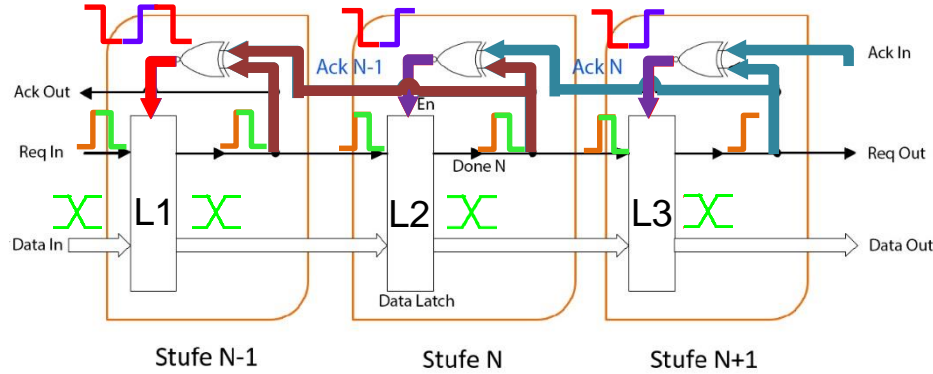 Ack N-1
Ack N
Ack In
Ack Out
En
Req In
Done N
Req Out
L1
L2
L3
Data In
Data Out
Data Latch
Stufe N-1
Stufe N
Stufe N+1